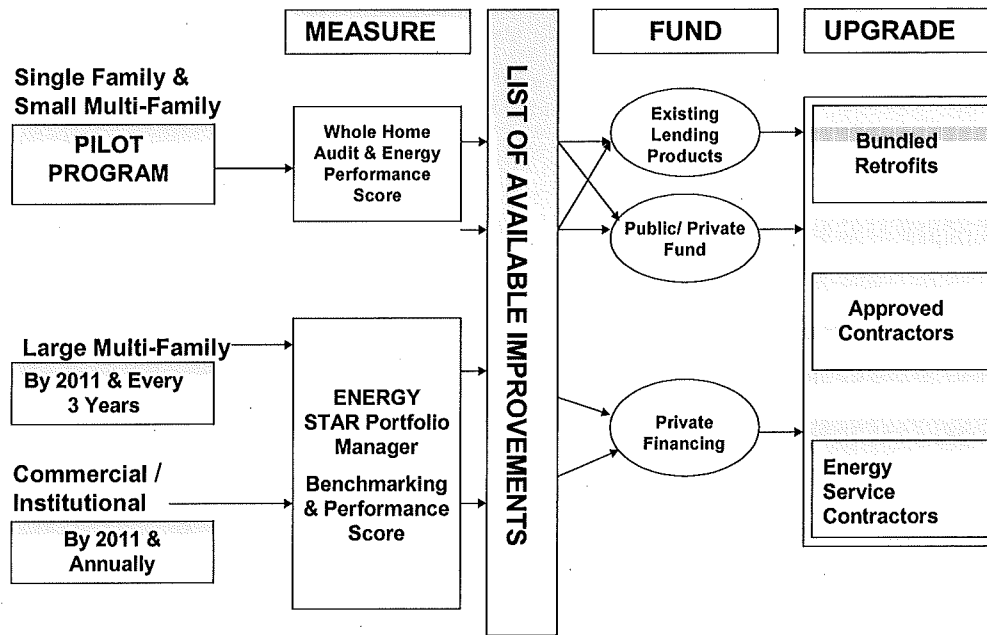 MEASURE
FUND
UPGRADE
Single Family &
Small Multi-Family
PILOT
PROGRAM
Whole Home
Audit & Energy
Performance
Score
LIST OF AVAILABLE IMPROVEMENTS
Existing
Lending
Products
Public/ Private
Fund
Bundled
Retrofits
Large Multi-Family
By 2011 & Every
3 Years
Commercial /
Institutional
By 2011 &
Annually
ENERGY
STAR Portfolio
Manager
Benchmarking
& Performance
Score
Private
Financing
Approved
Contractors
Energy
Service
Contractors